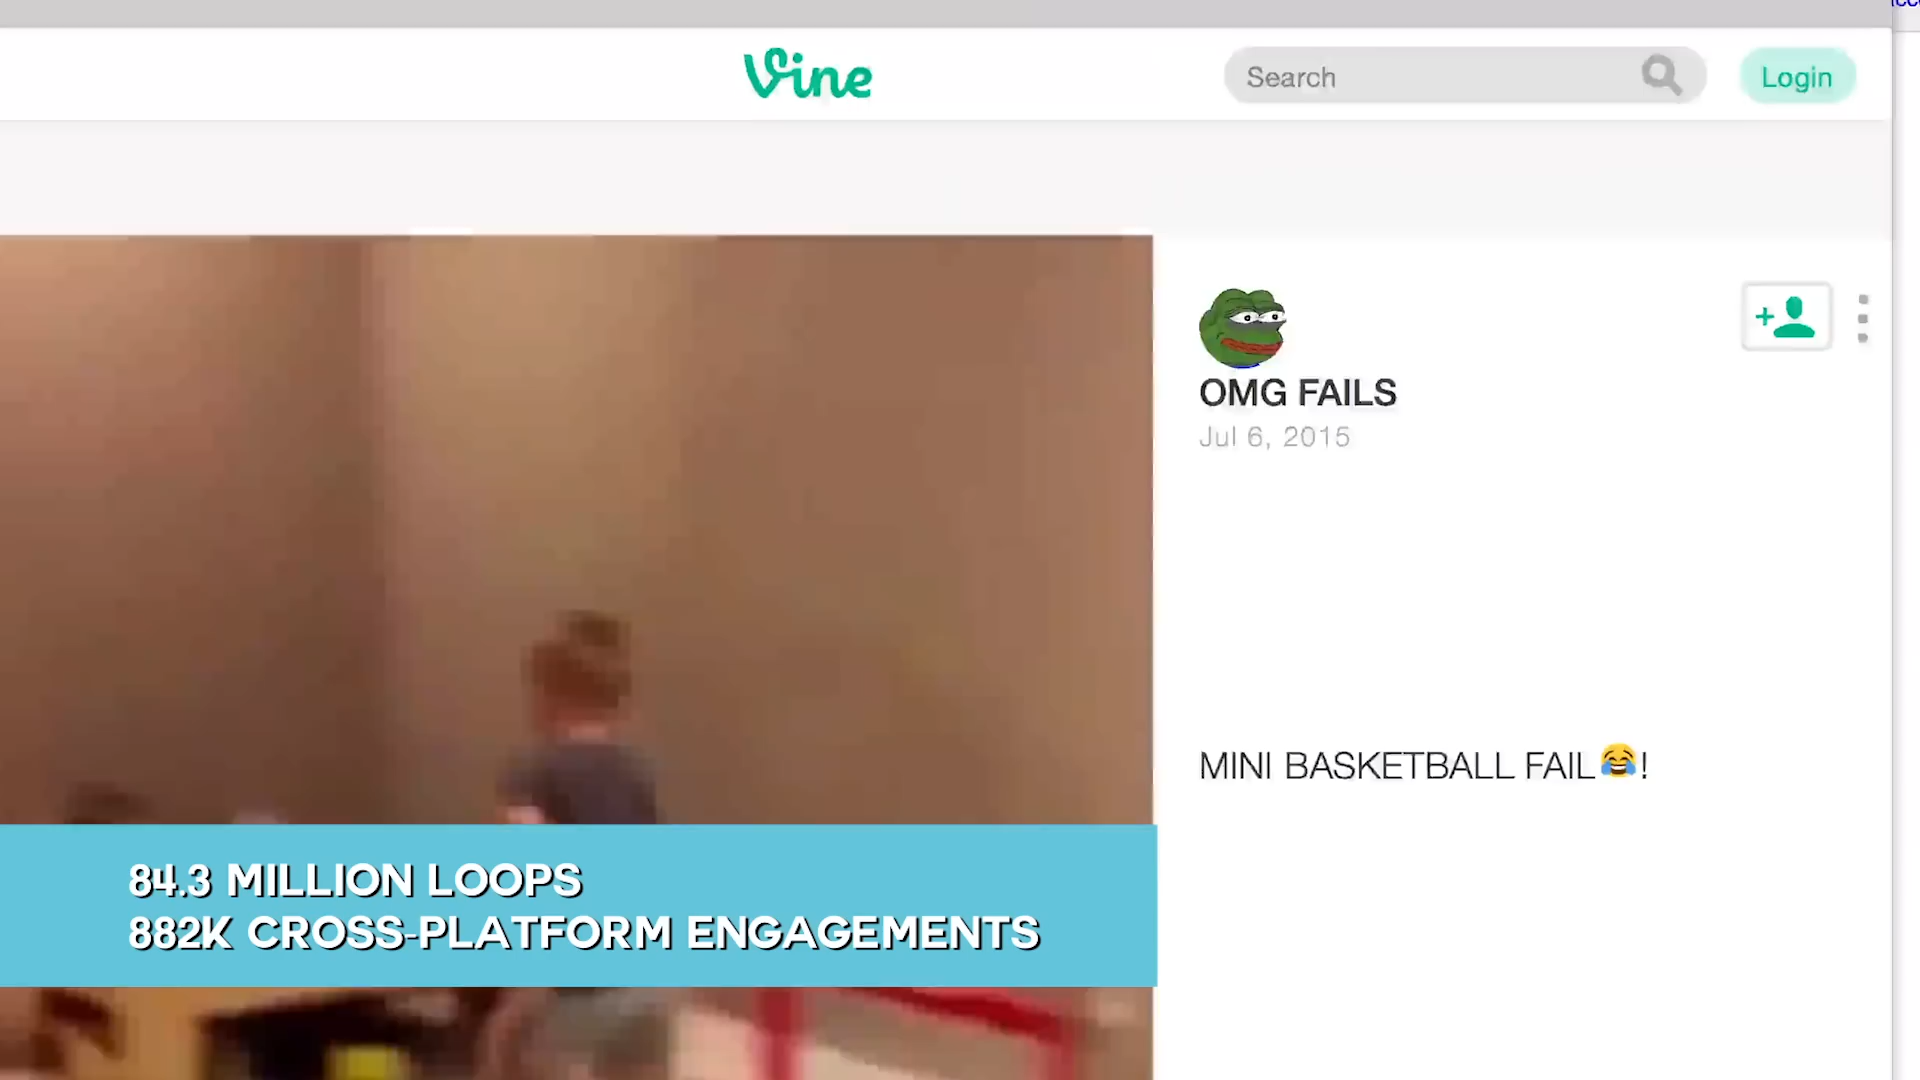 Vine
Search
Login
OMG FAILS
Jul 6, 2015
MINI BASKETBALL FAIL😂!
84.3 MILLION LOOPS
882K CROSS-PLATFORM ENGAGEMENTS